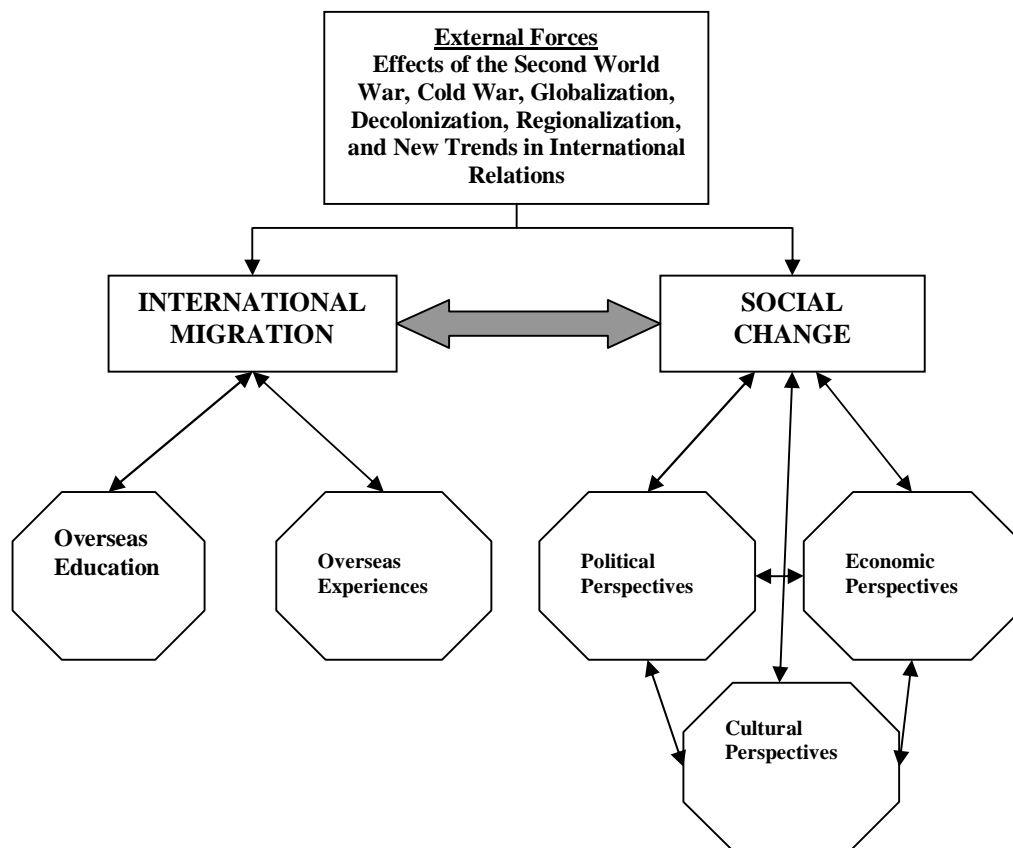 External Forces
Effects of the Second World
War, Cold War, Globalization,
Decolonization, Regionalization,
and New Trends in International
Relations
INTERNATIONAL
MIGRATION
SOCIAL
CHANGE
Overseas
Education
Overseas
Experiences
Political
Perspectives
Economic
Perspectives
Cultural
Perspectives